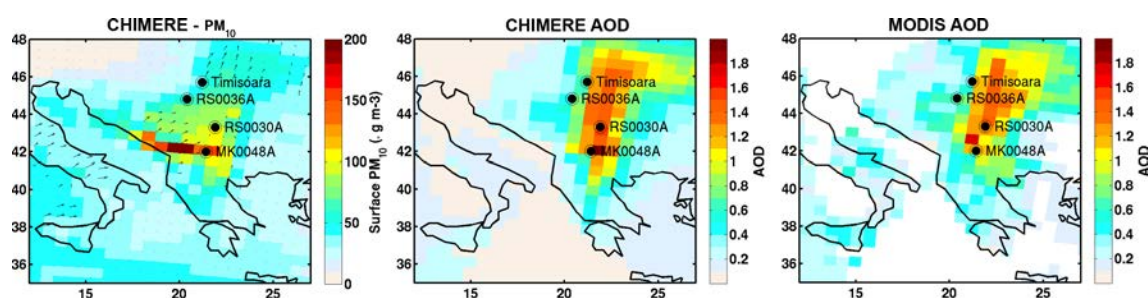 CHIMERE - PM10
CHIMERE AOD
MODIS AOD
48
46
44
42
40
38
36
15
20
25
Timisoara
RS0036A
RS0030A
MK0048A
200
150
100
50
0
Surface PM10 (. g m-3)
48
46
44
42
40
38
36
15
20
25
Timisoara
RS0036A
RS0030A
MK0048A
1.8
1.6
1.4
1.2
1
0.8
0.6
0.4
0.2
AOD
48
46
44
42
40
38
36
15
20
25
Timisoara
RS0036A
RS0030A
MK0048A
1.8
1.6
1.4
1.2
1
0.8
0.6
0.4
0.2
AOD